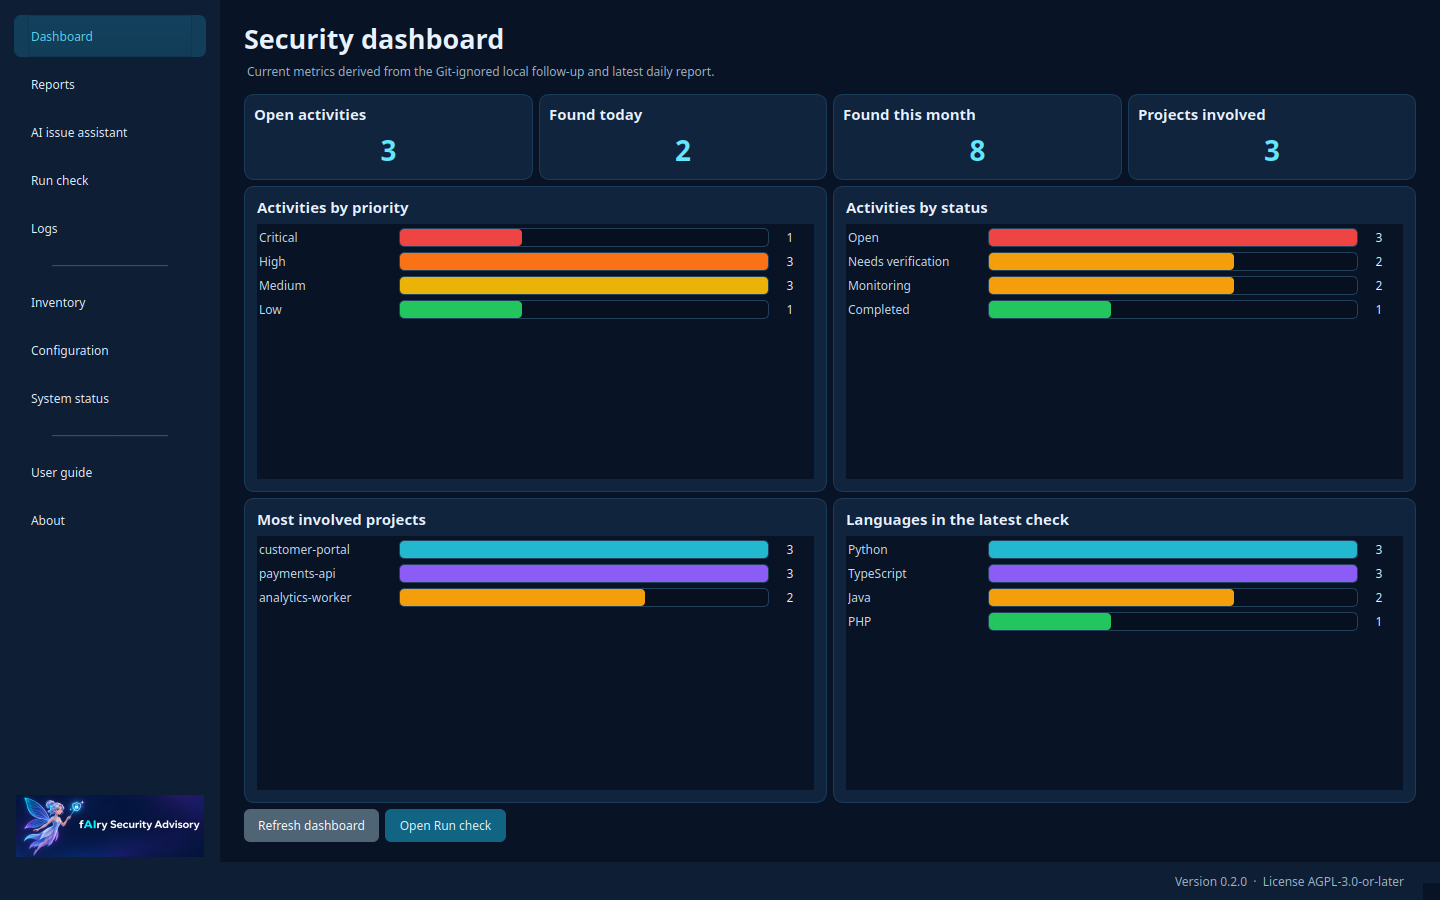 Dashboard
Reports
AI issue assistant
Run check
Logs
Inventory
Configuration
System status
User guide
About
fAIry Security Advisory
Security dashboard
Current metrics derived from the Git-ignored local follow-up and latest daily report.
Open activities
3
Found today
2
Found this month
8
Projects involved
3
Activities by priority
Critical 1
High 3
Medium 3
Low 1
Activities by status
Open 3
Needs verification 2
Monitoring 2
Completed 1
Most involved projects
customer-portal 3
payments-api 3
analytics-worker 2
Languages in the latest check
Python 3
TypeScript 3
Java 2
PHP 1
Refresh dashboard
Open Run check
Version 0.2.0 · License AGPL-3.0-or-later